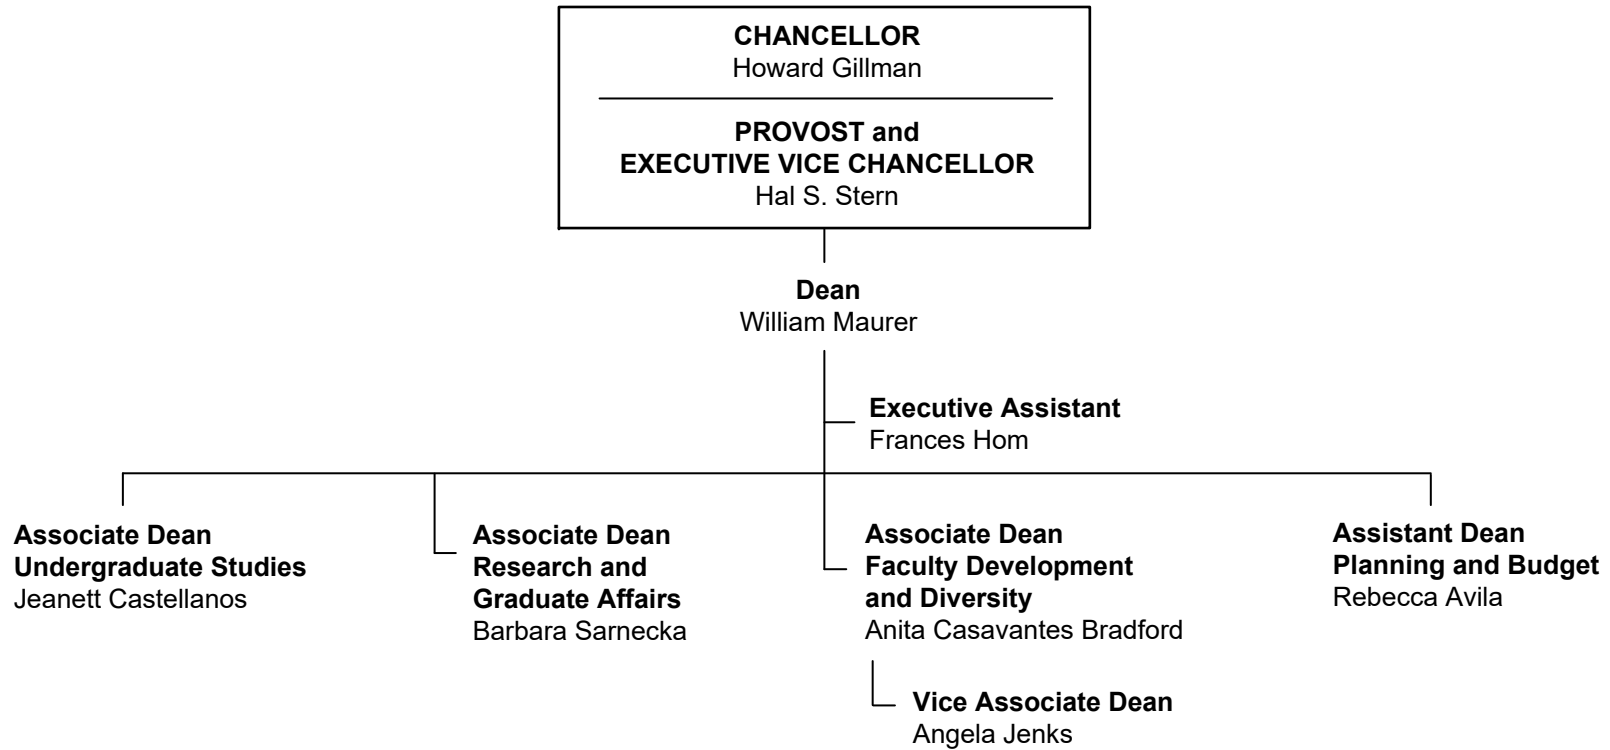 CHANCELLOR
Howard Gillman
PROVOST and
EXECUTIVE VICE CHANCELLOR
Hal S. Stern
Dean
William Maurer
Executive Assistant
Frances Hom
Associate Dean
Undergraduate Studies
Jeanett Castellanos
Associate Dean
Research and
Graduate Affairs
Barbara Sarnecka
Associate Dean
Faculty Development
and Diversity
Anita Casavantes Bradford
Vice Associate Dean
Angela Jenks
Assistant Dean
Planning and Budget
Rebecca Avila